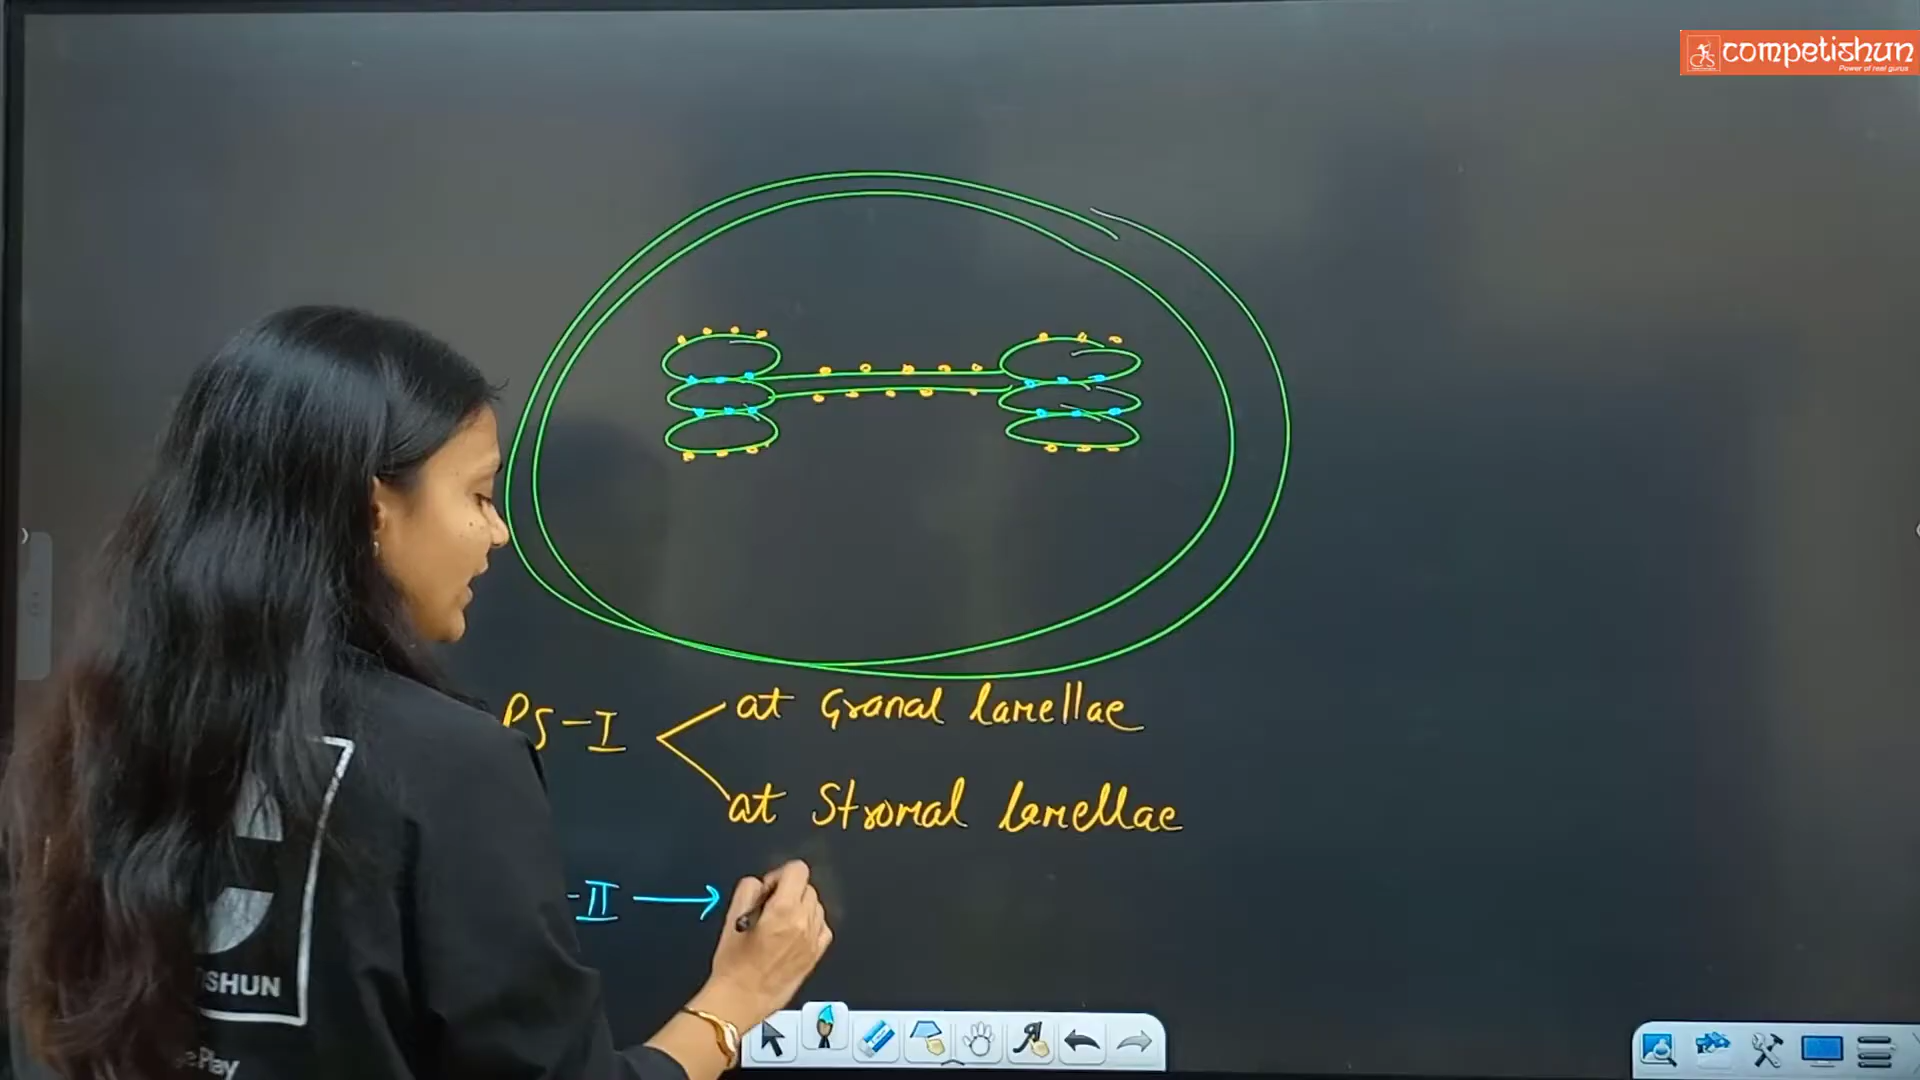 competishun
Power of real gurus
PS-I
at Granal lamellae
at Stromal lamellae
-II →
SHUN
Play